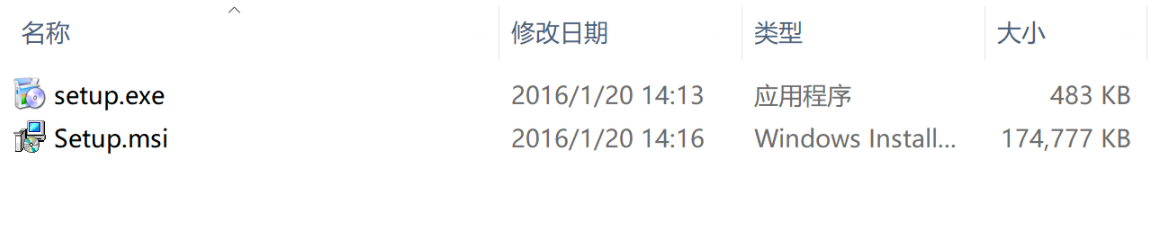 名称 修改日期 类型 大小
setup.exe 2016/1/20 14:13 应用程序 483 KB
Setup.msi 2016/1/20 14:16 Windows Install... 174,777 KB